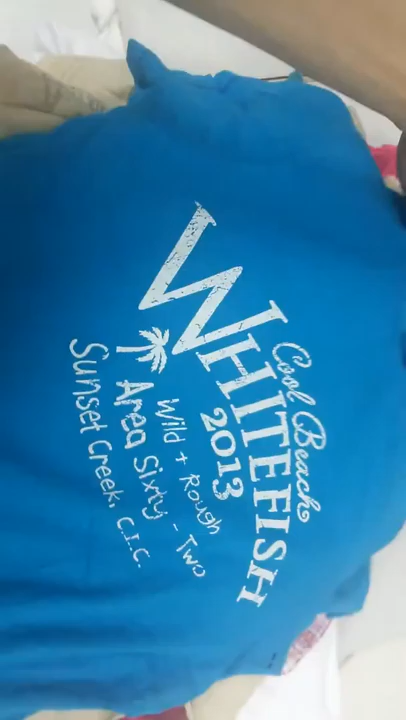 Cool Beach
WHITEFISH
2013
Wild + Rough
Area Sixty - Two
Sunset Creek, C.I.C.